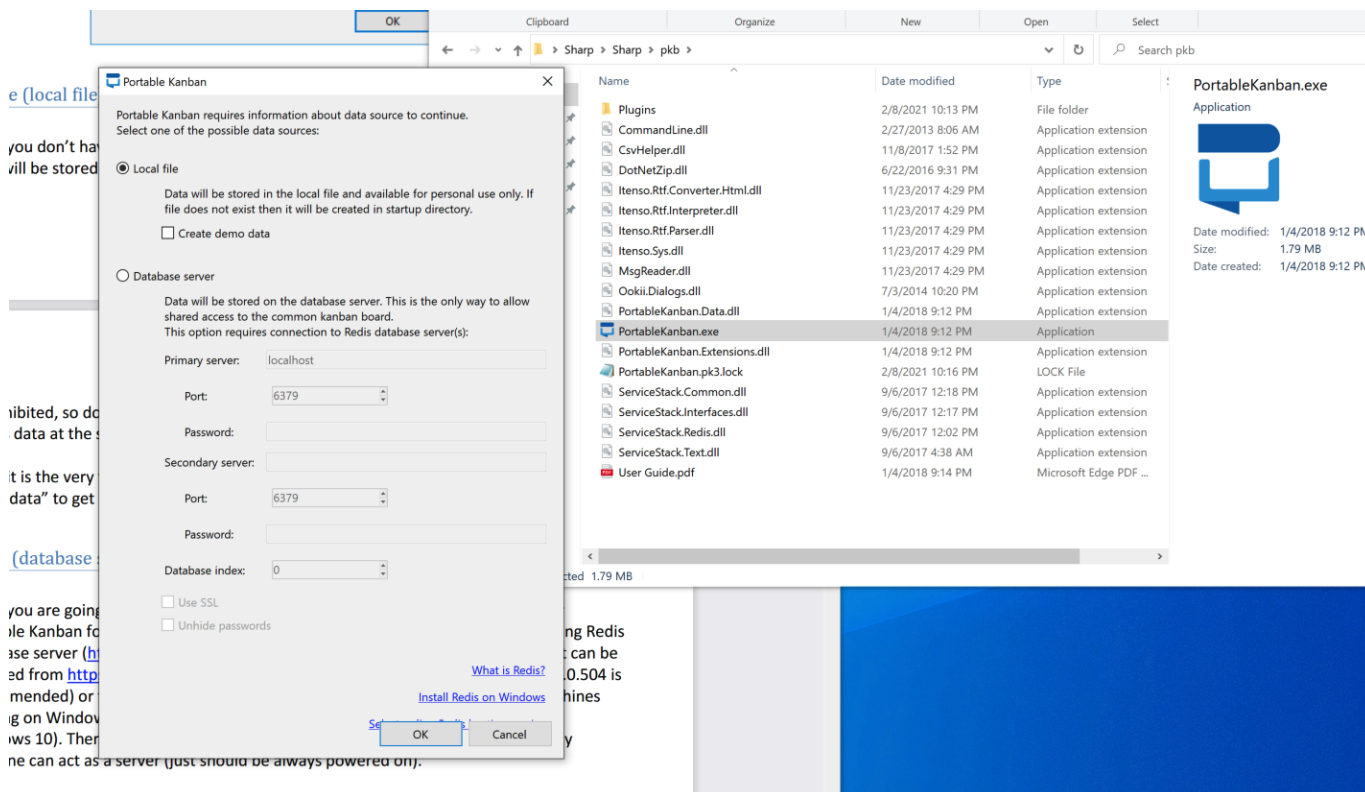 OK
Clipboard
Organize
New
Open
Select
Sharp > Sharp > pkb >
Search pkb
e (local file
you don't ha
will be stored
hibited, so do
data at the s
it is the very
data" to get
(database
you are going
ble Kanban fo
ng Redis
ase server (h
t can be
ed from http
.0.504 is
mended) or
hines
g on Window
ows 10). Ther
y
ne can act as a server (just should be always powered on).
Portable Kanban
Portable Kanban requires information about data source to continue.
Select one of the possible data sources:
Local file
Data will be stored in the local file and available for personal use only. If
file does not exist then it will be created in startup directory.
Create demo data
Database server
Data will be stored on the database server. This is the only way to allow
shared access to the common kanban board.
This option requires connection to Redis database server(s):
Primary server: localhost
Port: 6379
Password:
Secondary server:
Port: 6379
Password:
Database index: 0
Use SSL
Unhide passwords
What is Redis?
Install Redis on Windows
OK
Cancel
Name Date modified Type
Plugins 2/8/2021 10:13 PM File folder
CommandLine.dll 2/27/2013 8:06 AM Application extension
CsvHelper.dll 11/8/2017 1:52 PM Application extension
DotNetZip.dll 6/22/2016 9:31 PM Application extension
Itenso.Rtf.Converter.Html.dll 11/23/2017 4:29 PM Application extension
Itenso.Rtf.Interpreter.dll 11/23/2017 4:29 PM Application extension
Itenso.Rtf.Parser.dll 11/23/2017 4:29 PM Application extension
Itenso.Sys.dll 11/23/2017 4:29 PM Application extension
MsgReader.dll 11/23/2017 4:29 PM Application extension
Ookii.Dialogs.dll 7/3/2014 10:20 PM Application extension
PortableKanban.Data.dll 1/4/2018 9:12 PM Application extension
PortableKanban.exe 1/4/2018 9:12 PM Application
PortableKanban.Extensions.dll 1/4/2018 9:12 PM Application extension
PortableKanban.pk3.lock 2/8/2021 10:16 PM LOCK File
ServiceStack.Common.dll 9/6/2017 12:18 PM Application extension
ServiceStack.Interfaces.dll 9/6/2017 12:17 PM Application extension
ServiceStack.Redis.dll 9/6/2017 12:02 PM Application extension
ServiceStack.Text.dll 9/6/2017 4:38 AM Application extension
User Guide.pdf 1/4/2018 9:14 PM Microsoft Edge PDF ...
cted 1.79 MB
PortableKanban.exe
Application
Date modified: 1/4/2018 9:12 PM
Size: 1.79 MB
Date created: 1/4/2018 9:12 PM